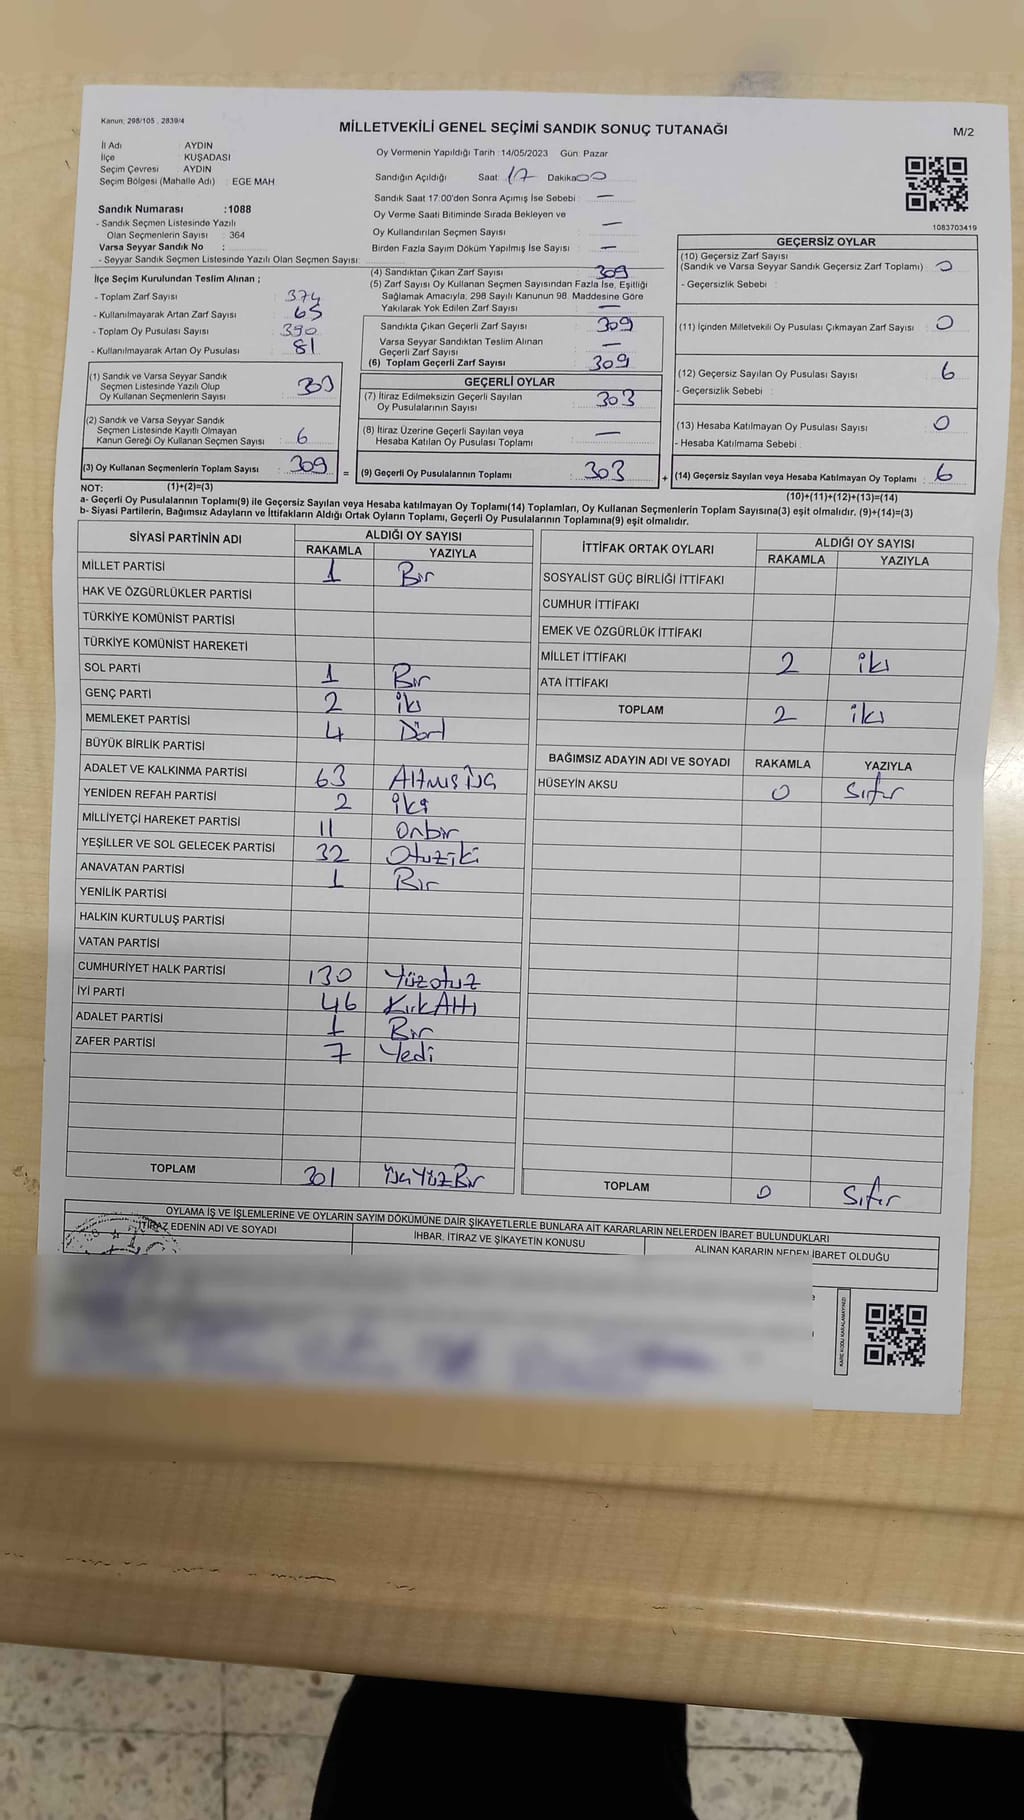 Kanun: 298/105 , 2839/4
MİLLETVEKİLİ GENEL SEÇİMİ SANDIK SONUÇ TUTANAĞI
M/2
İl Adı : AYDIN
İlçe : KUŞADASI
Seçim Çevresi : AYDIN
Seçim Bölgesi (Mahalle Adı) : EGE MAH
Sandık Numarası :1088
- Sandık Seçmen Listesinde Yazılı
Olan Seçmenlerin Sayısı : 364
Varsa Seyyar Sandık No :
- Seyyar Sandık Seçmen Listesinde Yazılı Olan Seçmen Sayısı:
Oy Vermenin Yapıldığı Tarih : 14/05/2023 Gün: Pazar
Sandığın Açıldığı Saat: 17 Dakika: 00
Sandık Saat 17:00'den Sonra Açımış İse Sebebi : —
Oy Verme Saati Bitiminde Sırada Bekleyen ve
Oy Kullandırılan Seçmen Sayısı : —
Birden Fazla Sayım Döküm Yapılmış İse Sayısı : —
1083703419
İlçe Seçim Kurulundan Teslim Alınan ;
- Toplam Zarf Sayısı : 374
- Kullanılmayarak Artan Zarf Sayısı : 65
- Toplam Oy Pusulası Sayısı : 390
- Kullanılmayarak Artan Oy Pusulası : 81
(1) Sandık ve Varsa Seyyar Sandık
Seçmen Listesinde Yazılı Olup
Oy Kullanan Seçmenlerin Sayısı : 303
(2) Sandık ve Varsa Seyyar Sandık
Seçmen Listesinde Kayıtlı Olmayan
Kanun Gereği Oy Kullanan Seçmen Sayısı : 6
(3) Oy Kullanan Seçmenlerin Toplam Sayısı : 309
(4) Sandıktan Çıkan Zarf Sayısı : 309
(5) Zarf Sayısı Oy Kullanan Seçmen Sayısından Fazla İse, Eşitliği
Sağlamak Amacıyla, 298 Sayılı Kanunun 98. Maddesine Göre
Yakılarak Yok Edilen Zarf Sayısı : —
Sandıkta Çıkan Geçerli Zarf Sayısı : 309
Varsa Seyyar Sandıktan Teslim Alınan
Geçerli Zarf Sayısı : —
(6) Toplam Geçerli Zarf Sayısı : 309
GEÇERLİ OYLAR
(7) İtiraz Edilmeksizin Geçerli Sayılan
Oy Pusulalarının Sayısı : 303
(8) İtiraz Üzerine Geçerli Sayılan veya
Hesaba Katılan Oy Pusulası Toplamı : —
= (9) Geçerli Oy Pusulalarının Toplamı : 303
GEÇERSİZ OYLAR
(10) Geçersiz Zarf Sayısı
(Sandık ve Varsa Seyyar Sandık Geçersiz Zarf Toplamı) : 0
- Geçersizlik Sebebi :
(11) İçinden Milletvekili Oy Pusulası Çıkmayan Zarf Sayısı : 0
(12) Geçersiz Sayılan Oy Pusulası Sayısı : 6
- Geçersizlik Sebebi :
(13) Hesaba Katılmayan Oy Pusulası Sayısı : 0
- Hesaba Katılmama Sebebi :
+ (14) Geçersiz Sayılan veya Hesaba Katılmayan Oy Toplamı : 6
NOT: (1)+(2)=(3)
(10)+(11)+(12)+(13)=(14)
a- Geçerli Oy Pusulalarının Toplamı(9) ile Geçersiz Sayılan veya Hesaba katılmayan Oy Toplamı(14) Toplamları, Oy Kullanan Seçmenlerin Toplam Sayısına(3) eşit olmalıdır. (9)+(14)=(3)
b- Siyasi Partilerin, Bağımsız Adayların ve İttifakların Aldığı Ortak Oyların Toplamı, Geçerli Oy Pusulalarının Toplamına(9) eşit olmalıdır.
SİYASİ PARTİNİN ADI ALDIĞI OY SAYISI
RAKAMLA YAZIYLA
MİLLET PARTİSİ 1 Bir
HAK VE ÖZGÜRLÜKLER PARTİSİ
TÜRKİYE KOMÜNİST PARTİSİ
TÜRKİYE KOMÜNİST HAREKETİ
SOL PARTİ 1 Bir
GENÇ PARTİ 2 iki
MEMLEKET PARTİSİ 4 Dört
BÜYÜK BİRLİK PARTİSİ
ADALET VE KALKINMA PARTİSİ 63 Altmış Üç
YENİDEN REFAH PARTİSİ 2 iki
MİLLİYETÇİ HAREKET PARTİSİ 11 Onbir
YEŞİLLER VE SOL GELECEK PARTİSİ 32 Otuziki
ANAVATAN PARTİSİ 1 Bir
YENİLİK PARTİSİ
HALKIN KURTULUŞ PARTİSİ
VATAN PARTİSİ
CUMHURİYET HALK PARTİSİ 130 Yüzotuz
İYİ PARTİ 46 Kırk Altı
ADALET PARTİSİ 1 Bir
ZAFER PARTİSİ 7 Yedi
TOPLAM 301 Üç Yüz Bir
İTTİFAK ORTAK OYLARI ALDIĞI OY SAYISI
RAKAMLA YAZIYLA
SOSYALİST GÜÇ BİRLİĞİ İTTİFAKI
CUMHUR İTTİFAKI
EMEK VE ÖZGÜRLÜK İTTİFAKI
MİLLET İTTİFAKI 2 iki
ATA İTTİFAKI
TOPLAM 2 iki
BAĞIMSIZ ADAYIN ADI VE SOYADI RAKAMLA YAZIYLA
HÜSEYİN AKSU 0 Sıfır
TOPLAM 0 Sıfır
OYLAMA İŞ VE İŞLEMLERİNE VE OYLARIN SAYIM DÖKÜMÜNE DAİR ŞİKAYETLERLE BUNLARA AİT KARARLARIN NELERDEN İBARET BULUNDUKLARI
İTİRAZ EDENİN ADI VE SOYADI İHBAR, İTİRAZ VE ŞİKAYETİN KONUSU ALINAN KARARIN NEDEN İBARET OLDUĞU
KARE KODU KARALAMAYINIZ!